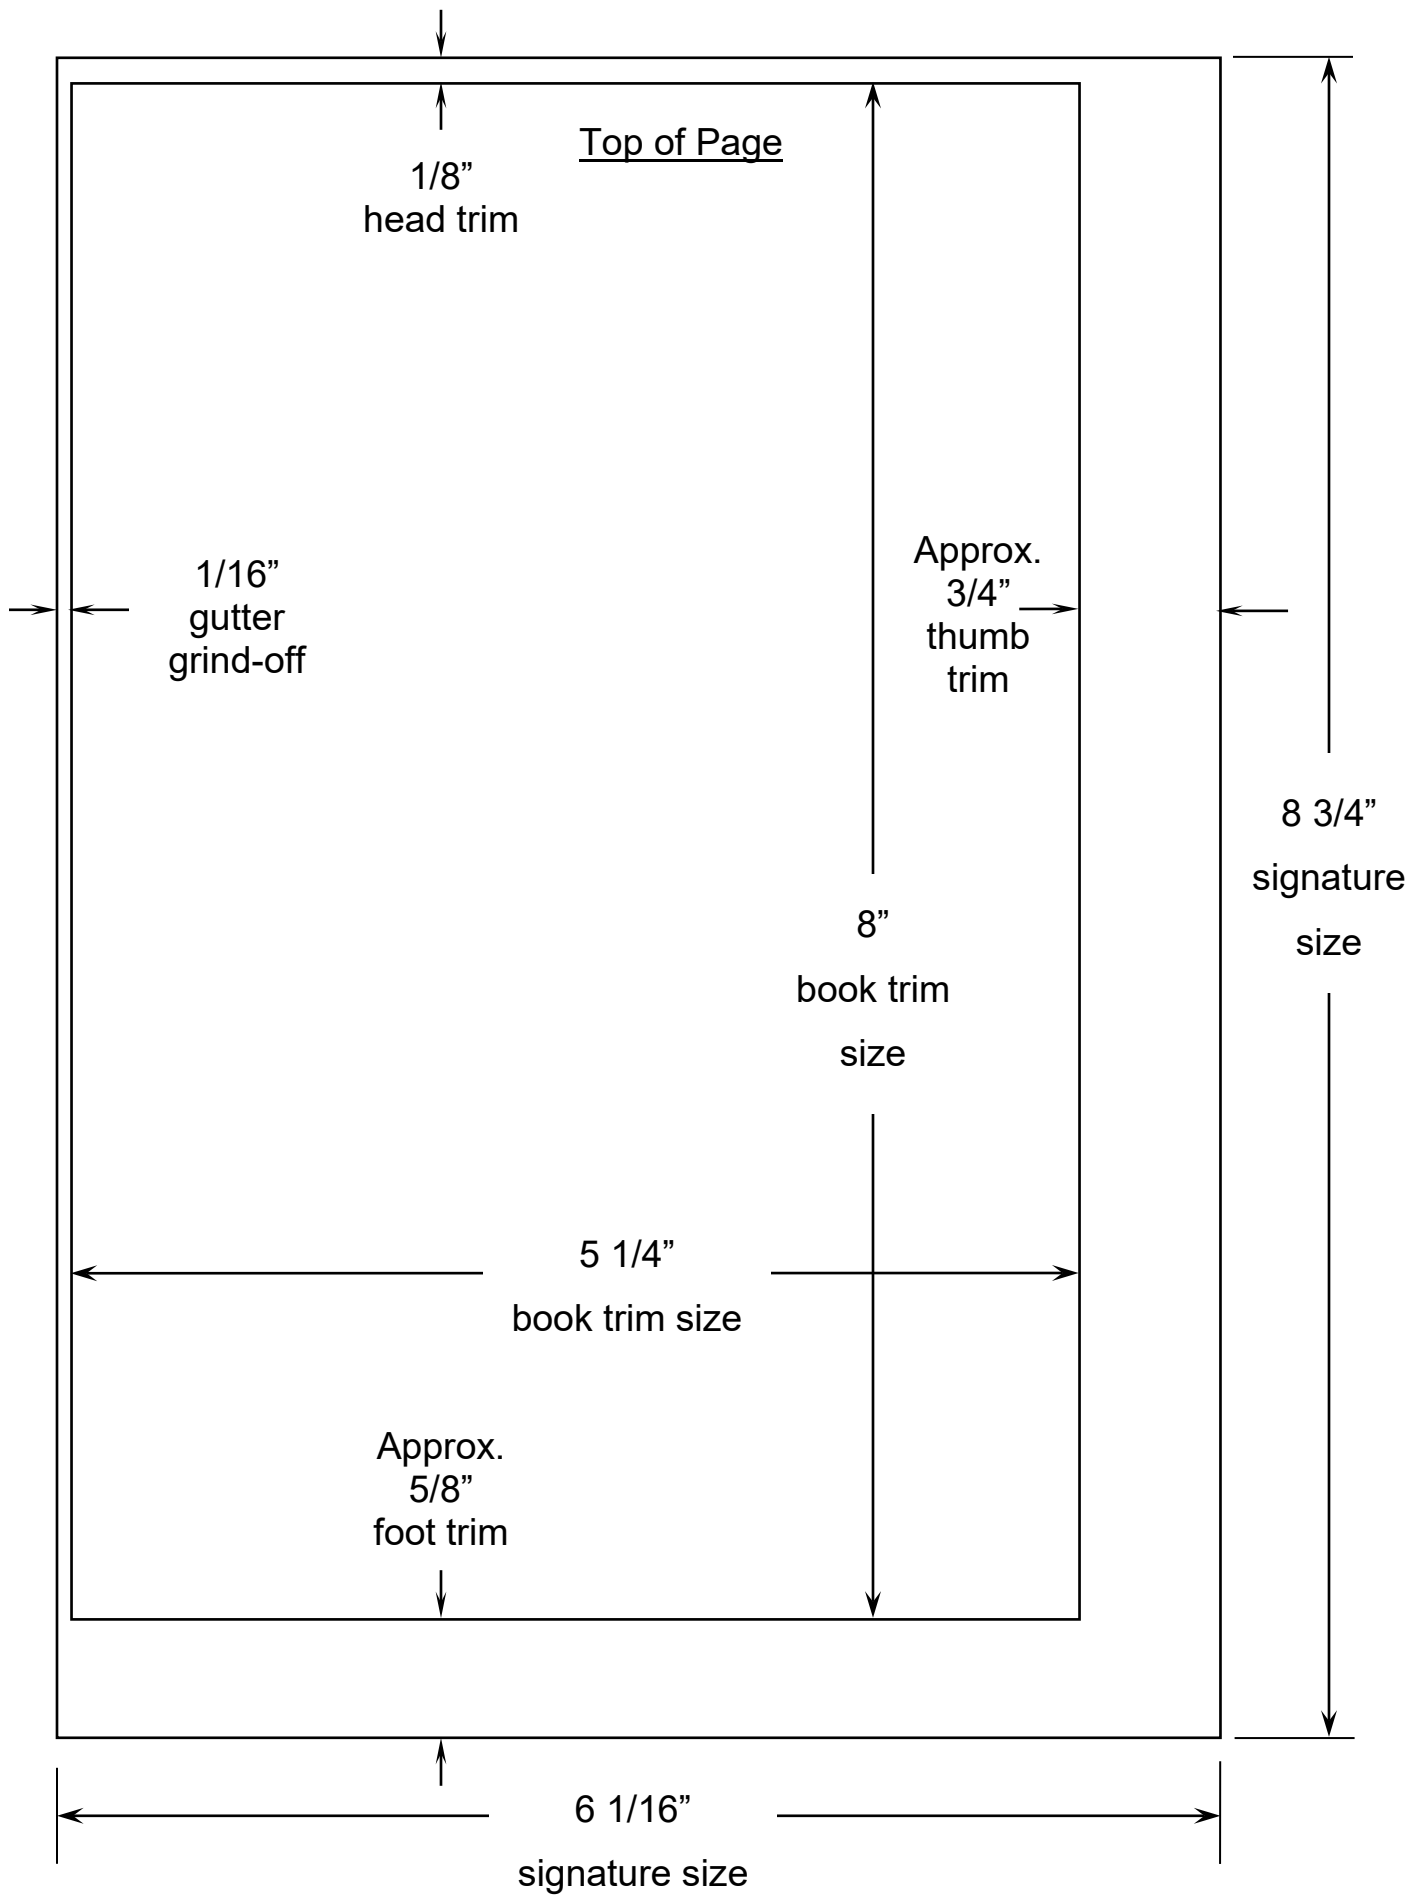 Top of Page
1/8”
head trim
1/16”
gutter
grind-off
Approx.
3/4”
thumb
trim
8 3/4”
signature
size
8”
book trim
size
5 1/4”
book trim size
Approx.
5/8”
foot trim
6 1/16”
signature size